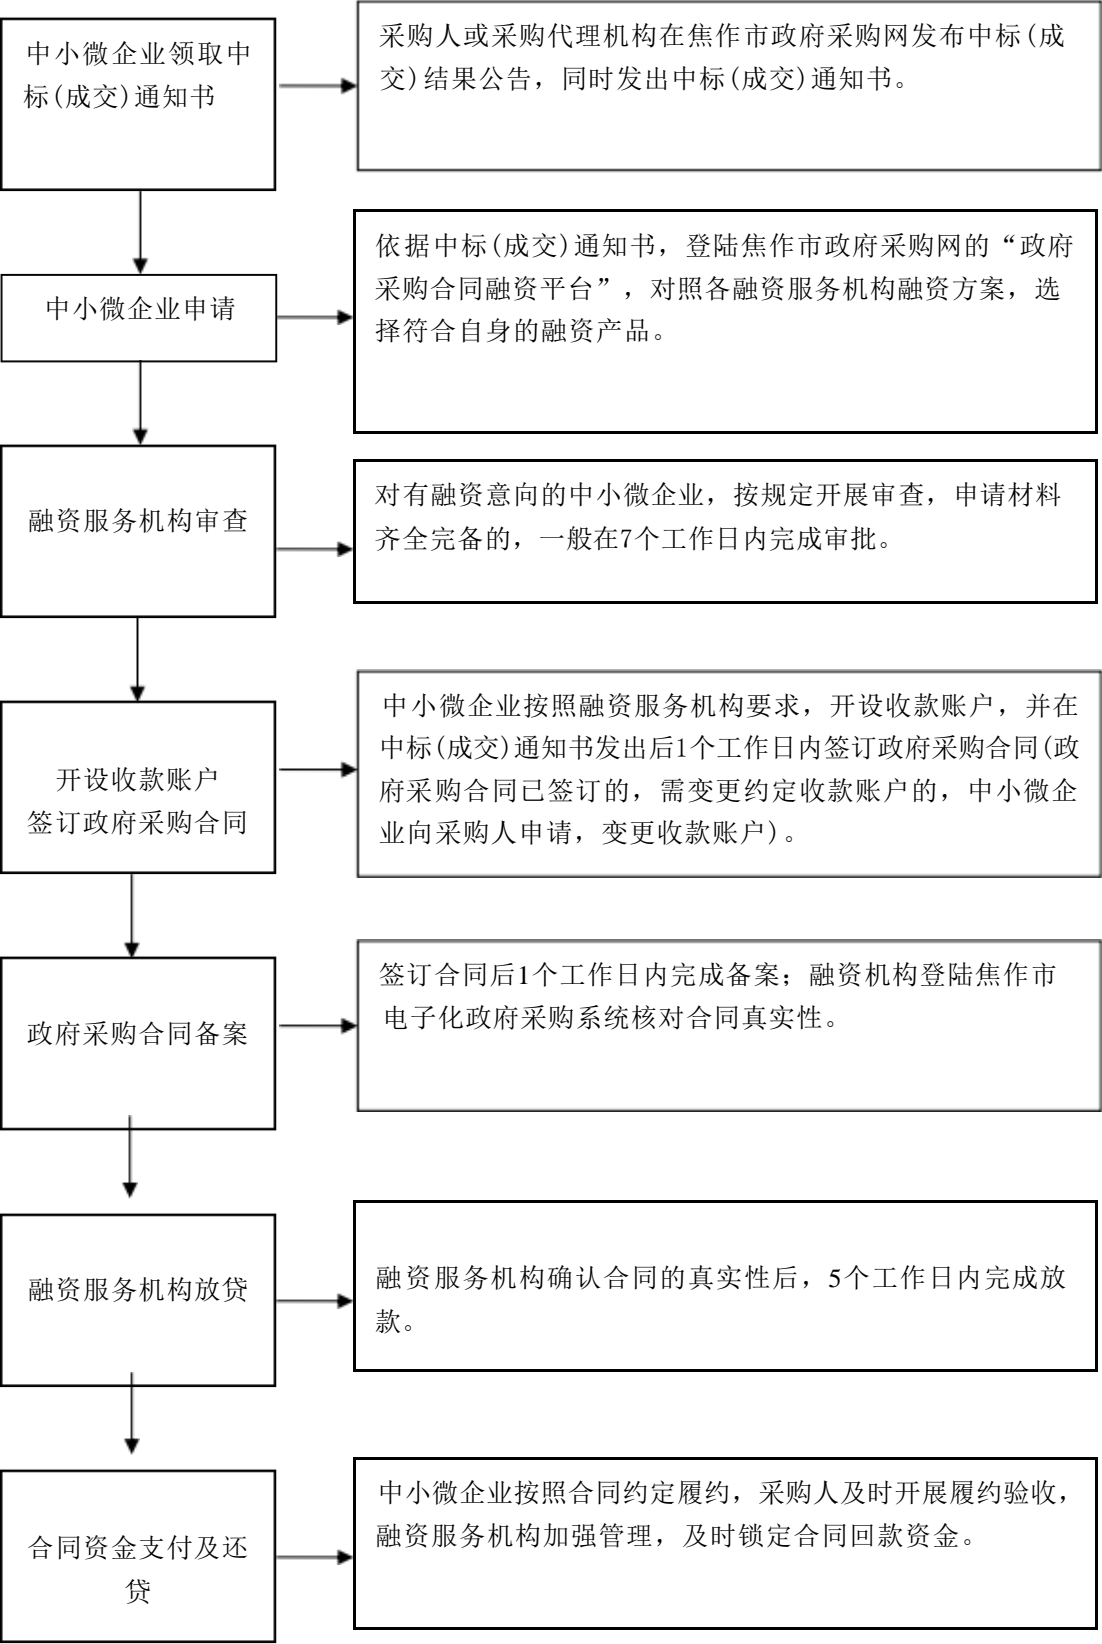 中小微企业领取中
标(成交)通知书
采购人或采购代理机构在焦作市政府采购网发布中标(成
交)结果公告，同时发出中标(成交)通知书。
中小微企业申请
依据中标(成交)通知书，登陆焦作市政府采购网的“政府
采购合同融资平台”，对照各融资服务机构融资方案，选
择符合自身的融资产品。
融资服务机构审查
对有融资意向的中小微企业，按规定开展审查，申请材料
齐全完备的，一般在7个工作日内完成审批。
开设收款账户
签订政府采购合同
中小微企业按照融资服务机构要求，开设收款账户，并在
中标(成交)通知书发出后1个工作日内签订政府采购合同(政
府采购合同已签订的，需变更约定收款账户的，中小微企
业向采购人申请，变更收款账户)。
政府采购合同备案
签订合同后1个工作日内完成备案；融资机构登陆焦作市
电子化政府采购系统核对合同真实性。
融资服务机构放贷
融资服务机构确认合同的真实性后，5个工作日内完成放
款。
合同资金支付及还
贷
中小微企业按照合同约定履约，采购人及时开展履约验收，
融资服务机构加强管理，及时锁定合同回款资金。